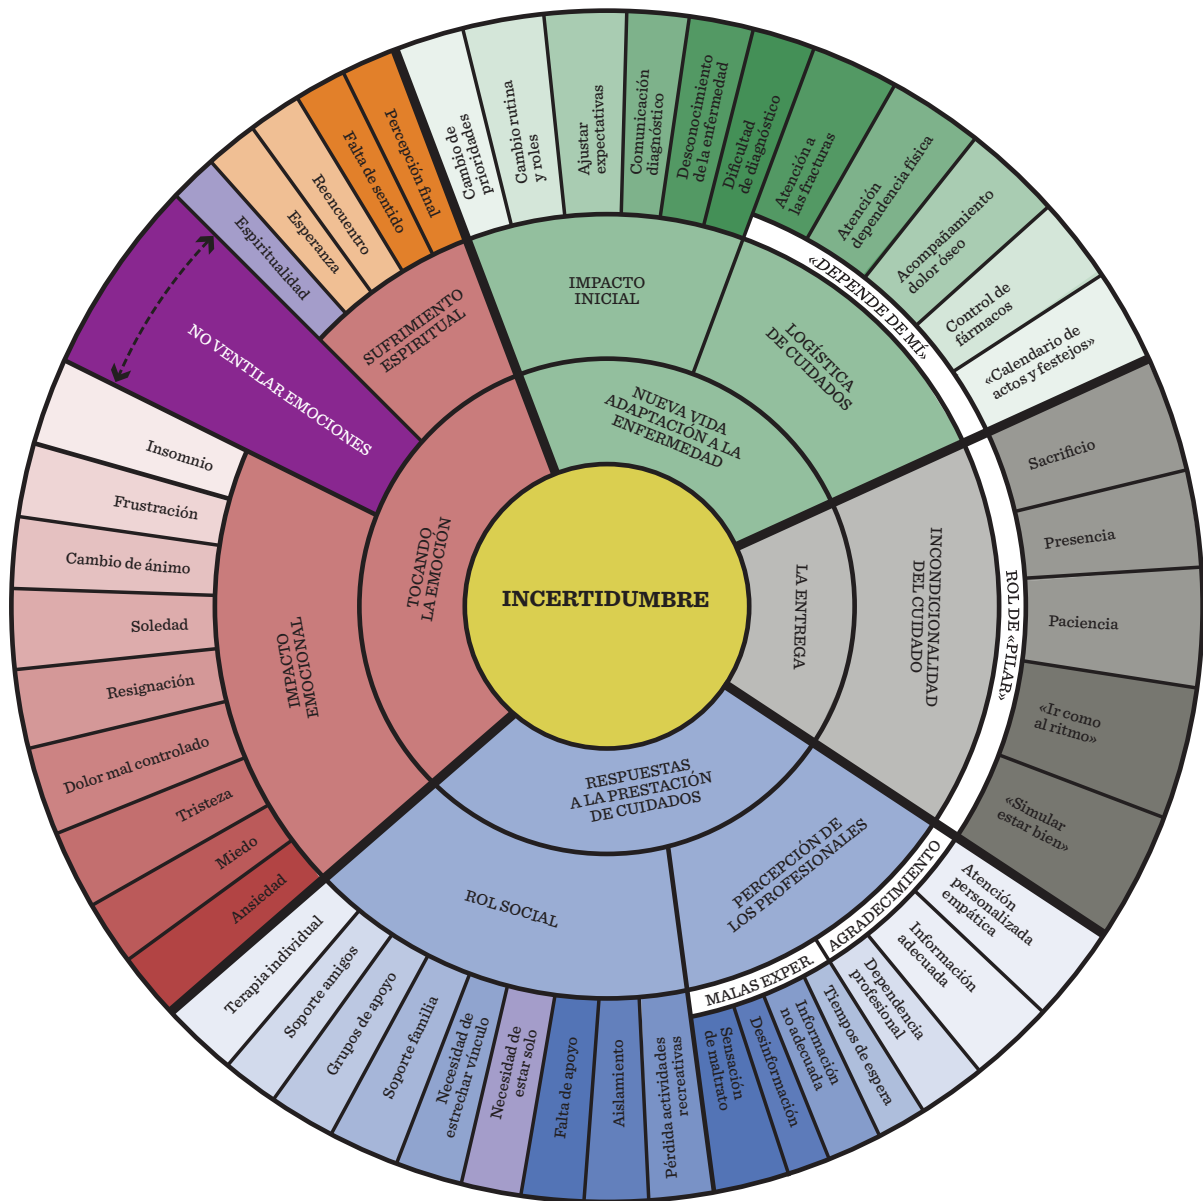 INCERTIDUMBRE
NUEVA VIDA
ADAPTACIÓN A LA
ENFERMEDAD
IMPACTO
INICIAL
Cambio de
prioridades
Cambio rutina
y roles
Ajustar
expectativas
Comunicación
diagnóstico
Desconocimiento
de la enfermedad
Dificultad
de diagnóstico
LOGÍSTICA
DE CUIDADOS
«DEPENDE DE MÍ»
Atención a
las fracturas
Atención
dependencia física
Acompañamiento
dolor óseo
Control de
fármacos
«Calendario de
actos y festejos»
LA ENTREGA
INCONDICIONALIDAD
DEL CUIDADO
ROL DE «PILAR»
Sacrificio
Presencia
Paciencia
«Ir como
al ritmo»
«Simular
estar bien»
RESPUESTAS
A LA PRESTACIÓN
DE CUIDADOS
PERCEPCIÓN DE
LOS PROFESIONALES
AGRADECIMIENTO
Atención
personalizada
empática
Información
adecuada
Dependencia
profesional
MALAS EXPER.
Tiempos de espera
Información
no adecuada
Desinformación
Sensación
de maltrato
ROL SOCIAL
Pérdida actividades
recreativas
Aislamiento
Falta de apoyo
Necesidad de
estar solo
Necesidad de
estrechar vínculo
Soporte familia
Grupos de apoyo
Soporte amigos
Terapia individual
TOCANDO
LA EMOCIÓN
IMPACTO
EMOCIONAL
Ansiedad
Miedo
Tristeza
Dolor mal controlado
Resignación
Soledad
Cambio de ánimo
Frustración
Insomnio
NO VENTILAR EMOCIONES
SUFRIMIENTO
ESPIRITUAL
Espiritualidad
Esperanza
Reencuentro
Falta de sentido
Percepción final